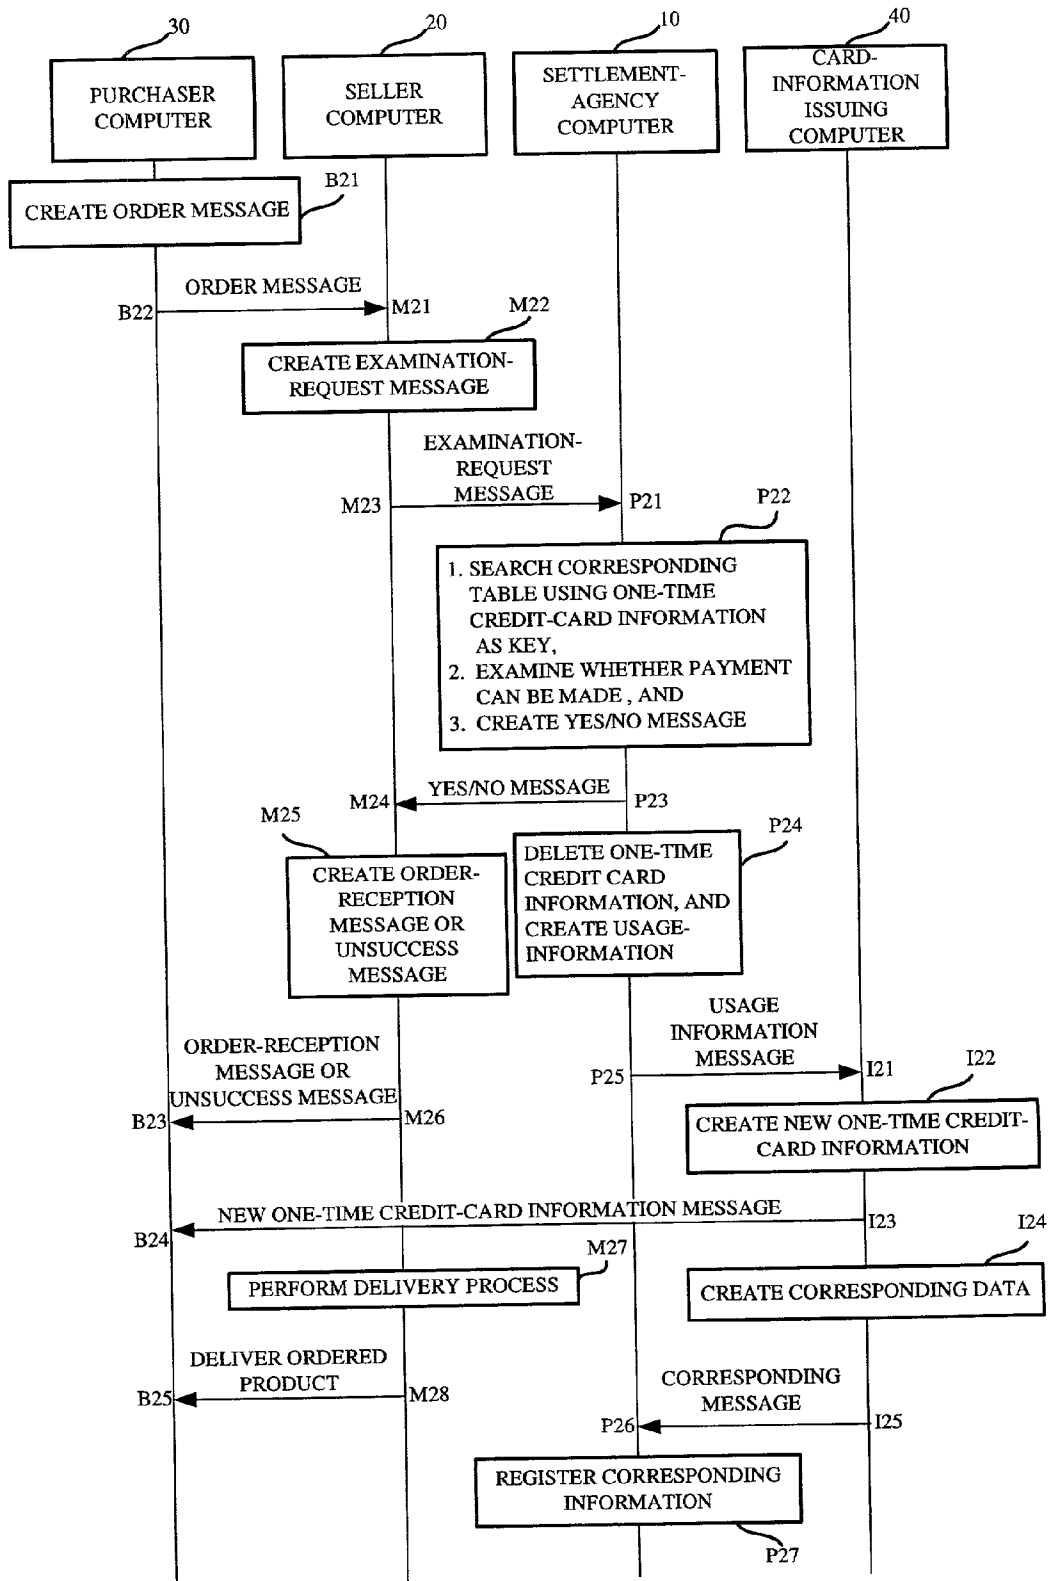 30
20
10
40
PURCHASER
COMPUTER
SELLER
COMPUTER
SETTLEMENT-
AGENCY
COMPUTER
CARD-
INFORMATION
ISSUING
COMPUTER
B21
CREATE ORDER MESSAGE
ORDER MESSAGE
B22
M21
M22
CREATE EXAMINATION-
REQUEST MESSAGE
EXAMINATION-
REQUEST
MESSAGE
M23
P21
P22
1. SEARCH CORRESPONDING
TABLE USING ONE-TIME
CREDIT-CARD INFORMATION
AS KEY,
2. EXAMINE WHETHER PAYMENT
CAN BE MADE , AND
3. CREATE YES/NO MESSAGE
YES/NO MESSAGE
M24
P23
M25
P24
CREATE ORDER-
RECEPTION
MESSAGE OR
UNSUCCESS
MESSAGE
DELETE ONE-TIME
CREDIT CARD
INFORMATION, AND
CREATE USAGE-
INFORMATION
USAGE
INFORMATION
MESSAGE
P25
I21
ORDER-RECEPTION
MESSAGE OR
UNSUCCESS MESSAGE
B23
M26
I22
CREATE NEW ONE-TIME CREDIT-
CARD INFORMATION
NEW ONE-TIME CREDIT-CARD INFORMATION MESSAGE
B24
I23
M27
PERFORM DELIVERY PROCESS
I24
CREATE CORRESPONDING DATA
DELIVER ORDERED
PRODUCT
B25
M28
CORRESPONDING
MESSAGE
P26
I25
REGISTER CORRESPONDING
INFORMATION
P27